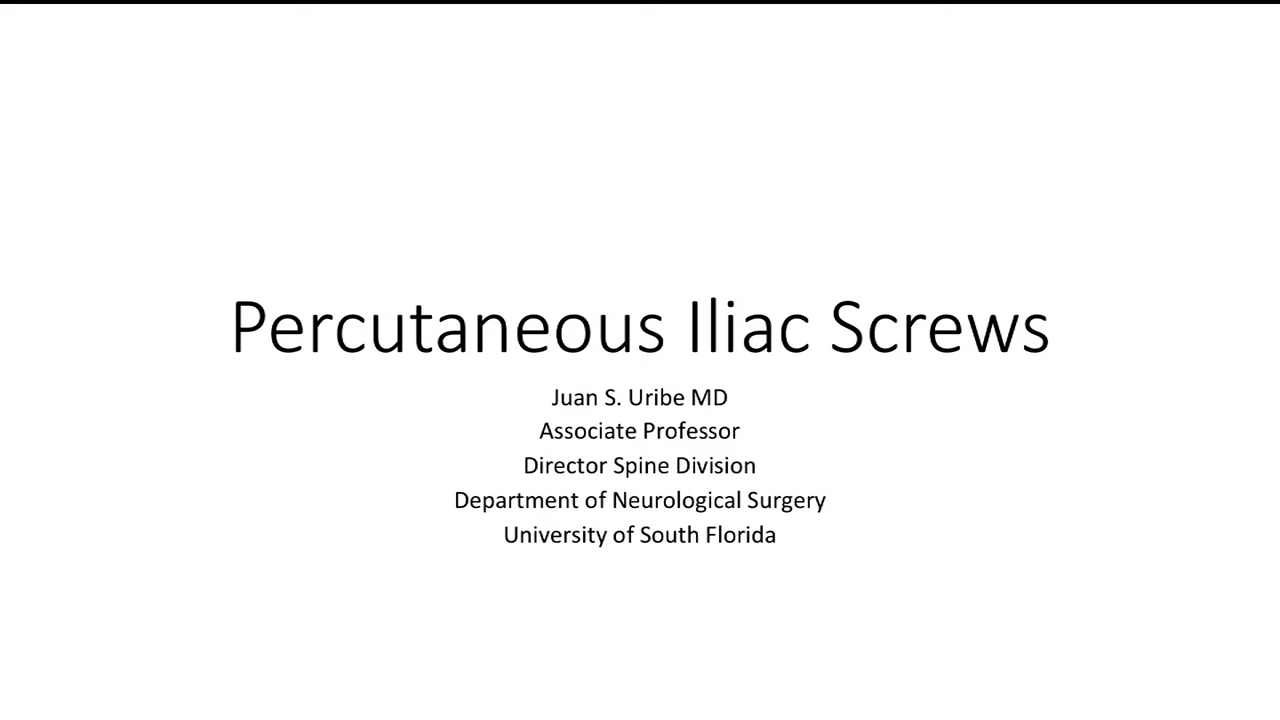 Percutaneous Iliac Screws
Juan S. Uribe MD
Associate Professor
Director Spine Division
Department of Neurological Surgery
University of South Florida